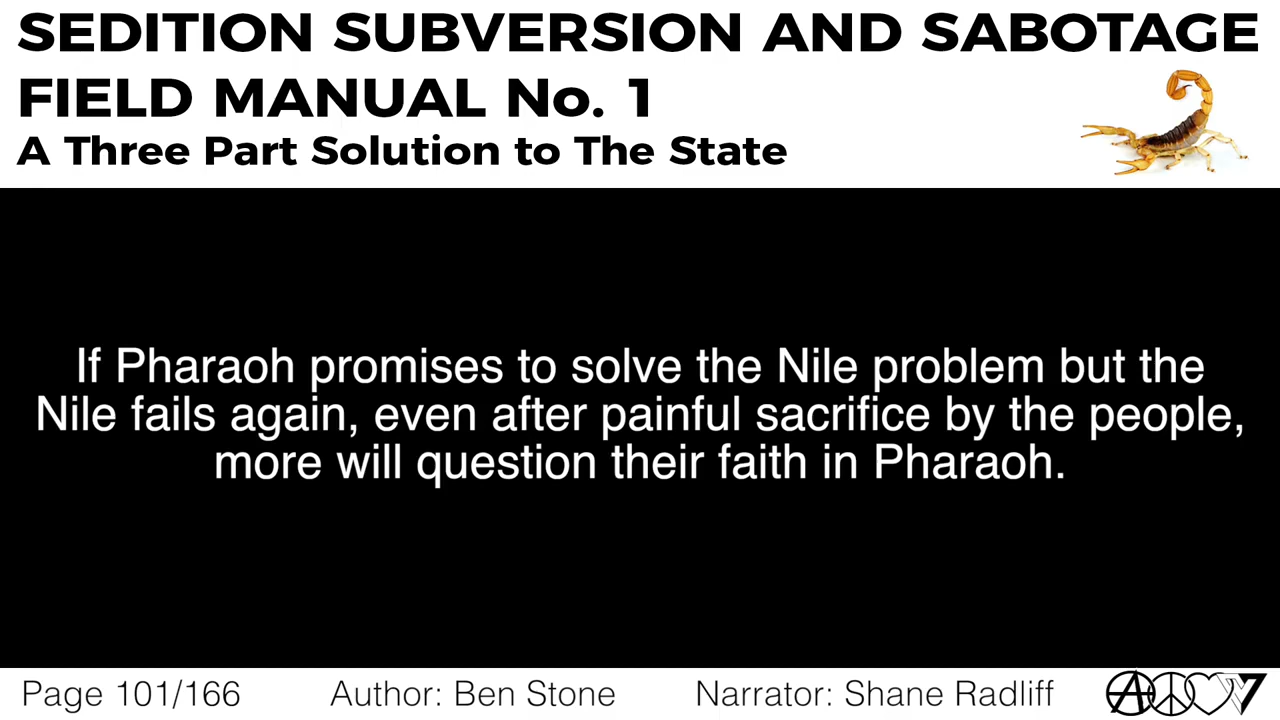 SEDITION SUBVERSION AND SABOTAGE
FIELD MANUAL No. 1
A Three Part Solution to The State
If Pharaoh promises to solve the Nile problem but the
Nile fails again, even after painful sacrifice by the people,
more will question their faith in Pharaoh.
Page 101/166 Author: Ben Stone Narrator: Shane Radliff